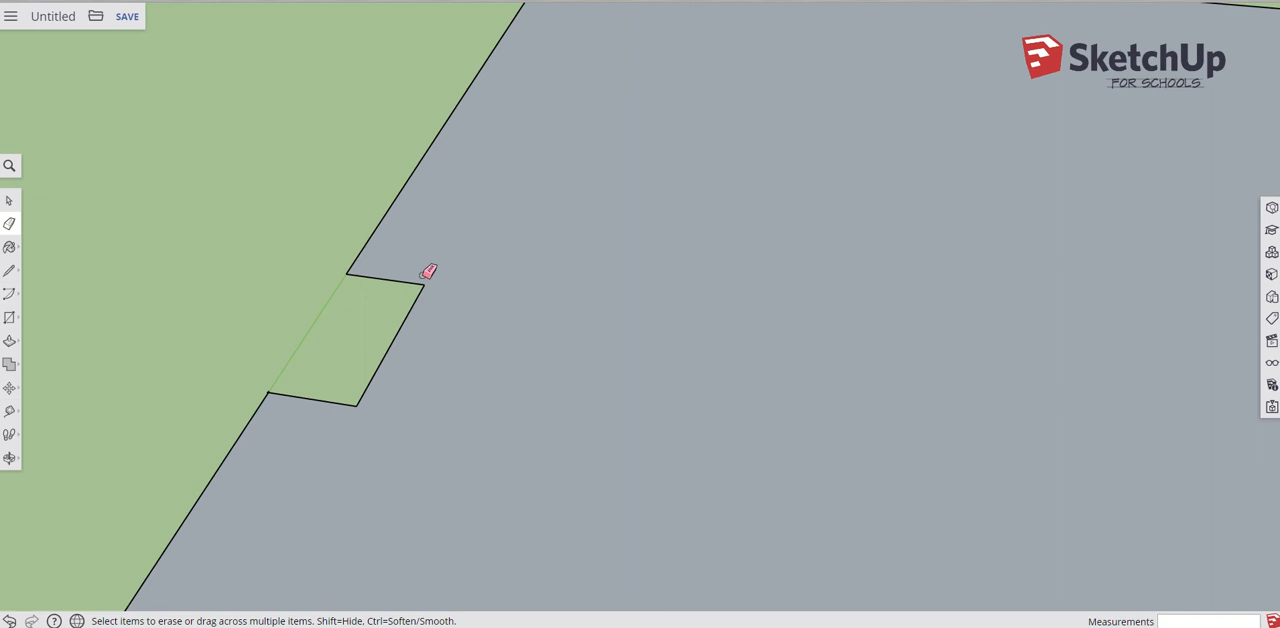 Untitled SAVE
SketchUp
FOR SCHOOLS
Select items to erase or drag across multiple items. Shift=Hide, Ctrl=Soften/Smooth.
Measurements